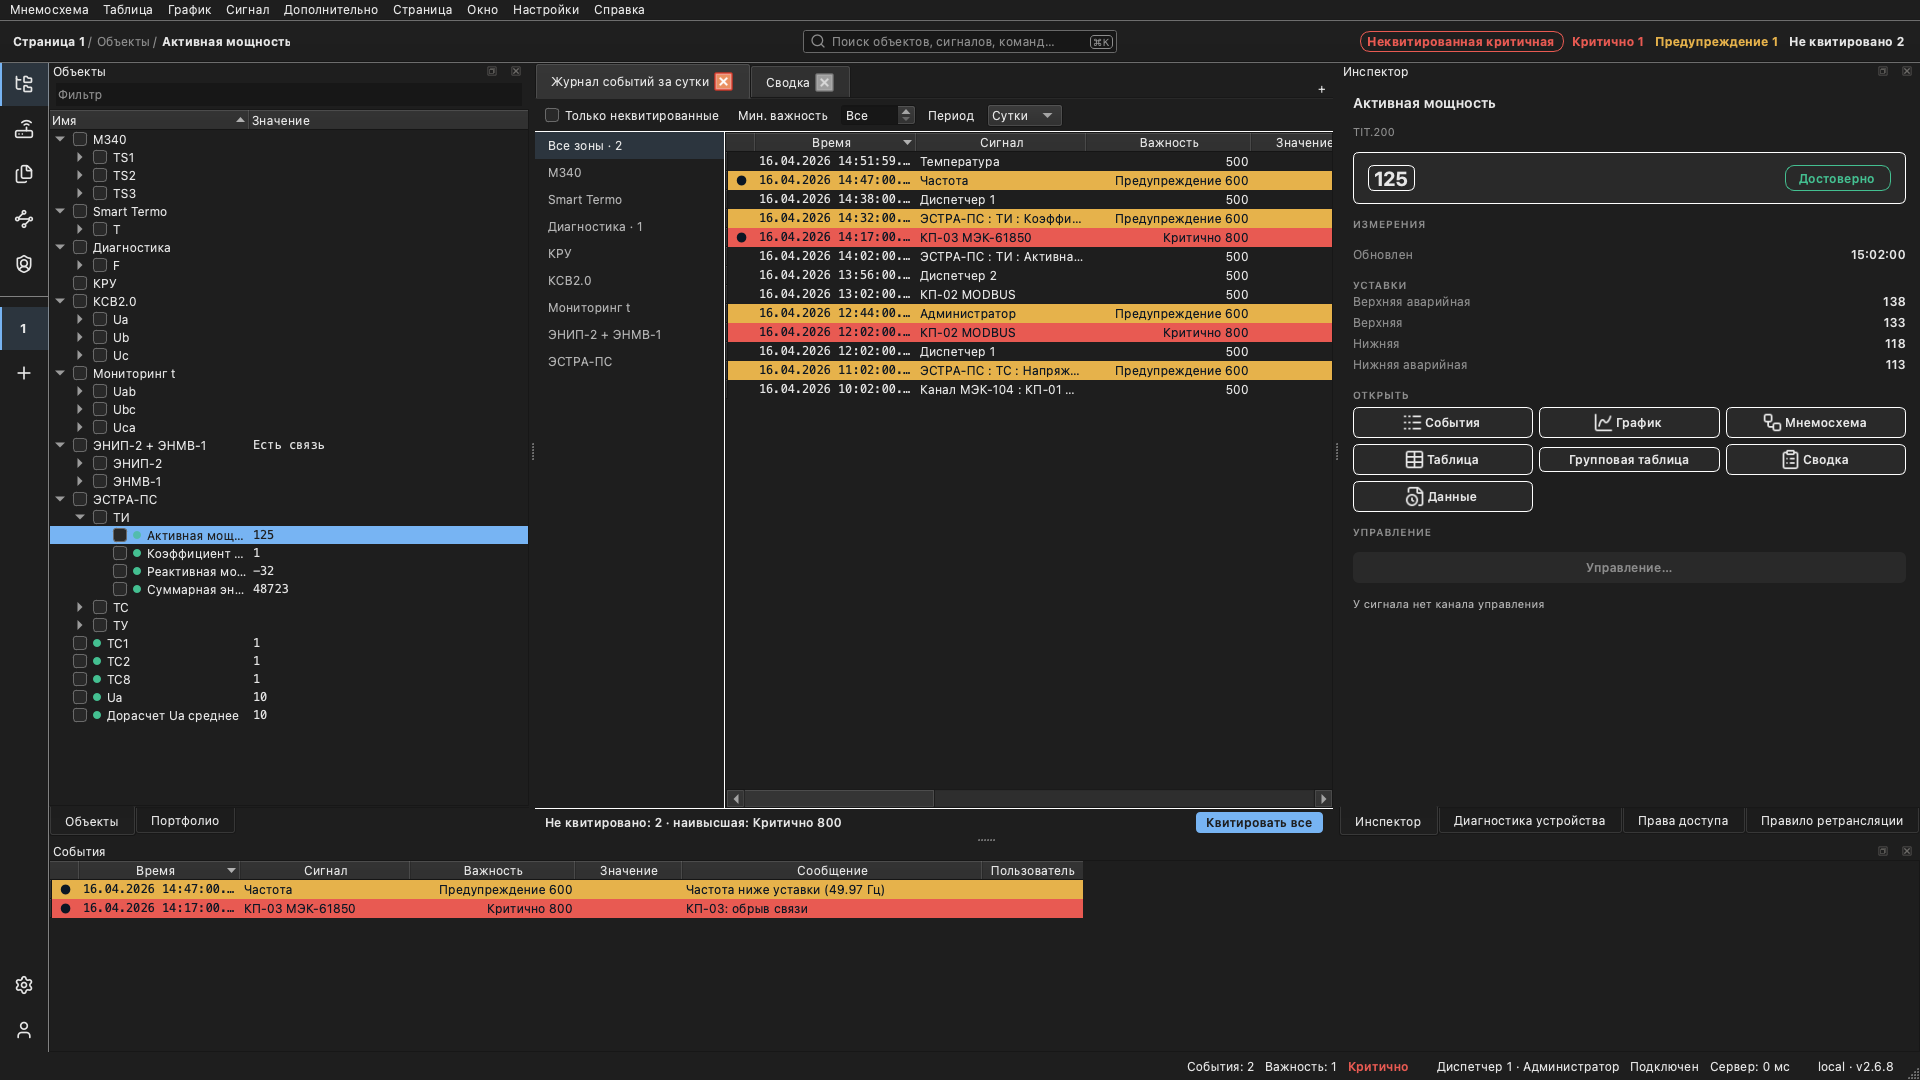 Мнемосхема Таблица График Сигнал Дополнительно Страница Окно Настройки Справка
Страница 1 / Объекты / Активная мощность
Поиск объектов, сигналов, команд... ⌘K
Неквитированная критичная Критично 1 Предупреждение 1 Не квитировано 2
Объекты
Фильтр
Имя Значение
М340
TS1
TS2
TS3
Smart Termo
T
Диагностика
F
КРУ
КСВ2.0
Ua
Ub
Uc
Мониторинг t
Uab
Ubc
Uca
ЭНИП-2 + ЭНМВ-1 Есть связь
ЭНИП-2
ЭНМВ-1
ЭСТРА-ПС
ТИ
Активная мощ... 125
Коэффициент ... 1
Реактивная мо... −32
Суммарная эн... 48723
ТС
ТУ
ТС1 1
ТС2 1
ТС8 1
Ua 10
Дорасчет Ua среднее 10
Объекты Портфолио
1
Журнал событий за сутки Сводка
+
Только неквитированные Мин. важность Все Период Сутки
Все зоны · 2
М340
Smart Termo
Диагностика · 1
КРУ
КСВ2.0
Мониторинг t
ЭНИП-2 + ЭНМВ-1
ЭСТРА-ПС
Время Сигнал Важность Значение
16.04.2026 14:51:59.... Температура 500
16.04.2026 14:47:00.... Частота Предупреждение 600
16.04.2026 14:38:00.... Диспетчер 1 500
16.04.2026 14:32:00.... ЭСТРА-ПС : ТИ : Коэффи... Предупреждение 600
16.04.2026 14:17:00.... КП-03 МЭК-61850 Критично 800
16.04.2026 14:02:00.... ЭСТРА-ПС : ТИ : Активна... 500
16.04.2026 13:56:00.... Диспетчер 2 500
16.04.2026 13:02:00.... КП-02 MODBUS 500
16.04.2026 12:44:00.... Администратор Предупреждение 600
16.04.2026 12:02:00.... КП-02 MODBUS Критично 800
16.04.2026 12:02:00.... Диспетчер 1 500
16.04.2026 11:02:00.... ЭСТРА-ПС : ТС : Напряж... Предупреждение 600
16.04.2026 10:02:00.... Канал МЭК-104 : КП-01 ... 500
Не квитировано: 2 · наивысшая: Критично 800 Квитировать все
Инспектор
Активная мощность
TIT.200
125 Достоверно
ИЗМЕРЕНИЯ
Обновлен 15:02:00
УСТАВКИ
Верхняя аварийная 138
Верхняя 133
Нижняя 118
Нижняя аварийная 113
ОТКРЫТЬ
События График Мнемосхема
Таблица Групповая таблица Сводка
Данные
УПРАВЛЕНИЕ
Управление...
У сигнала нет канала управления
Инспектор Диагностика устройства Права доступа Правило ретрансляции
События
Время Сигнал Важность Значение Сообщение Пользователь
16.04.2026 14:47:00.... Частота Предупреждение 600 Частота ниже уставки (49.97 Гц)
16.04.2026 14:17:00.... КП-03 МЭК-61850 Критично 800 КП-03: обрыв связи
События: 2 Важность: 1 Критично Диспетчер 1 · Администратор Подключен Сервер: 0 мс local · v2.6.8